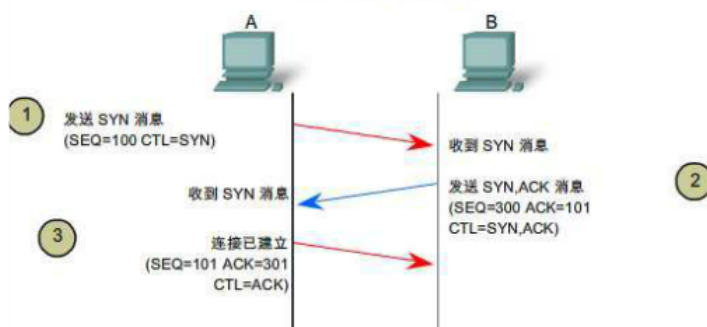 A
B
1
发送 SYN 消息
(SEQ=100 CTL=SYN)
收到 SYN 消息
收到 SYN 消息
发送 SYN,ACK 消息
(SEQ=300 ACK=101
CTL=SYN,ACK)
2
3
连接已建立
(SEQ=101 ACK=301
CTL=ACK)